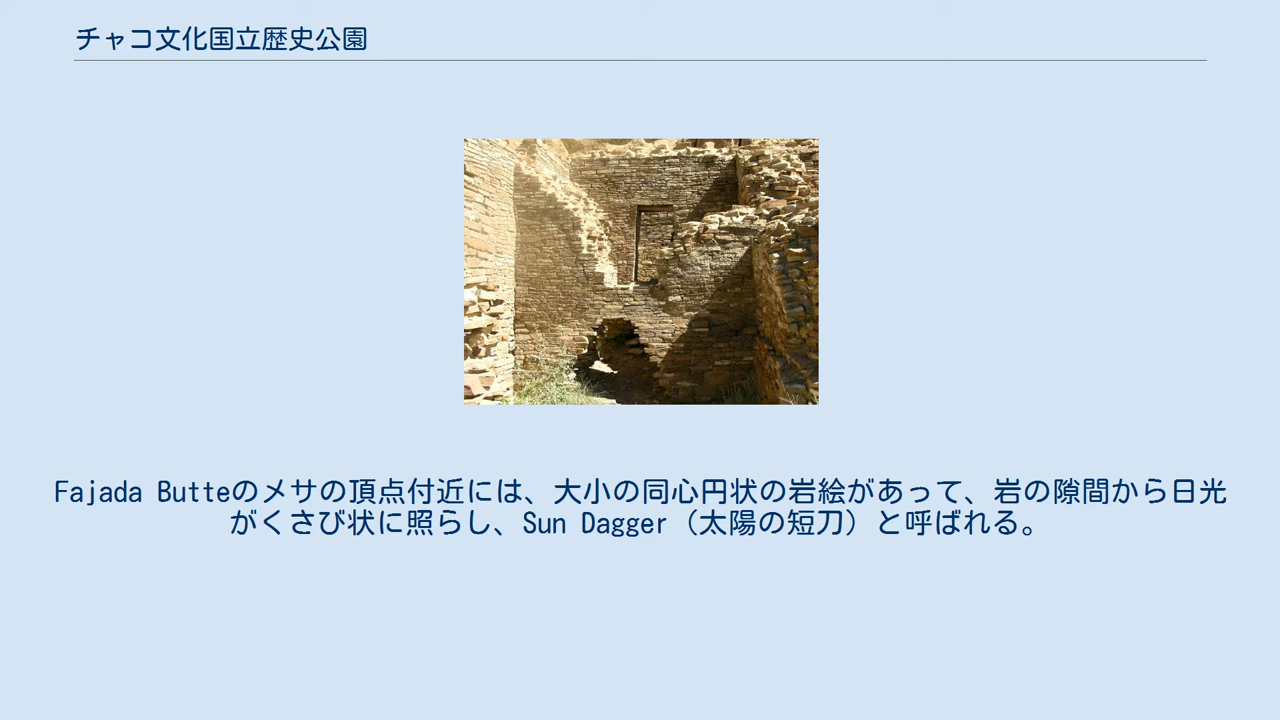 チャコ文化国立歴史公園
Fajada Butteのメサの頂点付近には、大小の同心円状の岩絵があって、岩の隙間から日光
がくさび状に照らし、Sun Dagger（太陽の短刀）と呼ばれる。